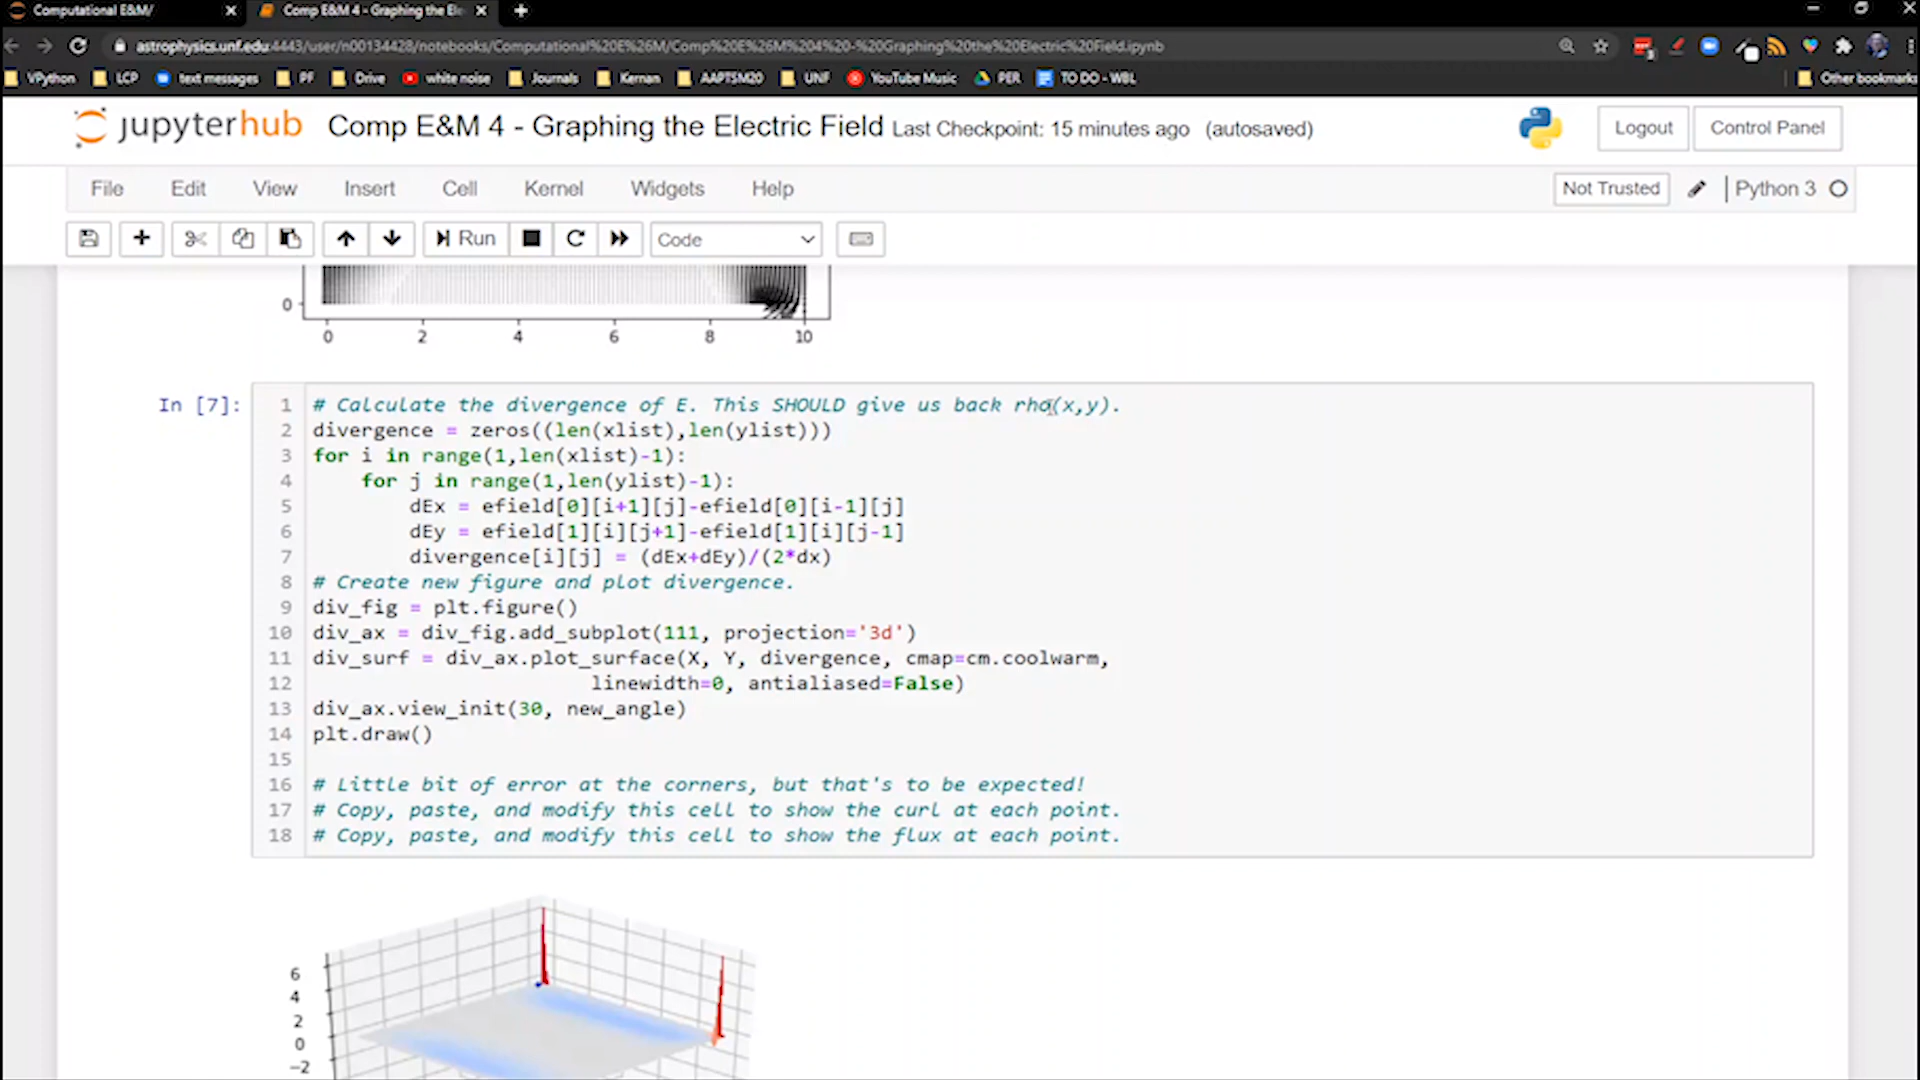 Computational E&M/
Comp E&M 4 - Graphing the Ele
astrophysics.unf.edu:4443/user/n00134428/notebooks/Computational%20E%26M/Comp%20E%26M%204%20-%20Graphing%20the%20Electric%20Field.ipynb
VPython LCP text messages PF Drive white noise Journals Kernan AAPTSM20 UNF YouTube Music PER TO DO - WBL Other bookmarks
jupyterhub Comp E&M 4 - Graphing the Electric Field Last Checkpoint: 15 minutes ago (autosaved) Logout Control Panel
File Edit View Insert Cell Kernel Widgets Help Not Trusted Python 3
Run Code
0
0 2 4 6 8 10
In [7]:
1 # Calculate the divergence of E. This SHOULD give us back rho(x,y).
2 divergence = zeros((len(xlist),len(ylist)))
3 for i in range(1,len(xlist)-1):
4     for j in range(1,len(ylist)-1):
5         dEx = efield[0][i+1][j]-efield[0][i-1][j]
6         dEy = efield[1][i][j+1]-efield[1][i][j-1]
7         divergence[i][j] = (dEx+dEy)/(2*dx)
8 # Create new figure and plot divergence.
9 div_fig = plt.figure()
10 div_ax = div_fig.add_subplot(111, projection='3d')
11 div_surf = div_ax.plot_surface(X, Y, divergence, cmap=cm.coolwarm,
12                        linewidth=0, antialiased=False)
13 div_ax.view_init(30, new_angle)
14 plt.draw()
15
16 # Little bit of error at the corners, but that's to be expected!
17 # Copy, paste, and modify this cell to show the curl at each point.
18 # Copy, paste, and modify this cell to show the flux at each point.
6
4
2
0
−2